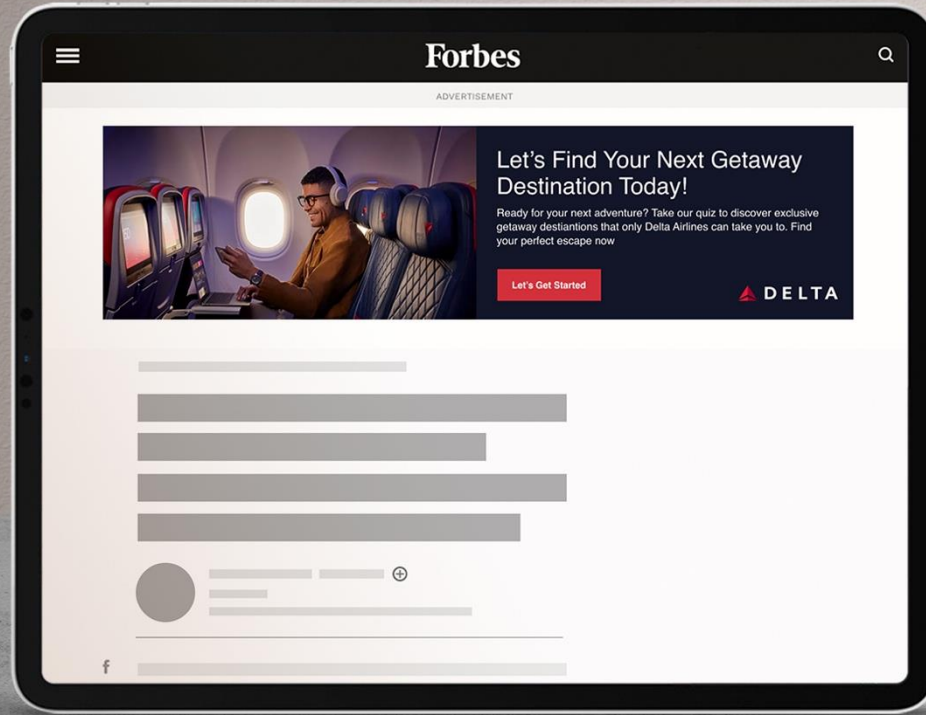 Forbes
ADVERTISEMENT
Let's Find Your Next Getaway
Destination Today!
Ready for your next adventure? Take our quiz to discover exclusive
getaway destiantions that only Delta Airlines can take you to. Find
your perfect escape now
Let's Get Started
DELTA
f